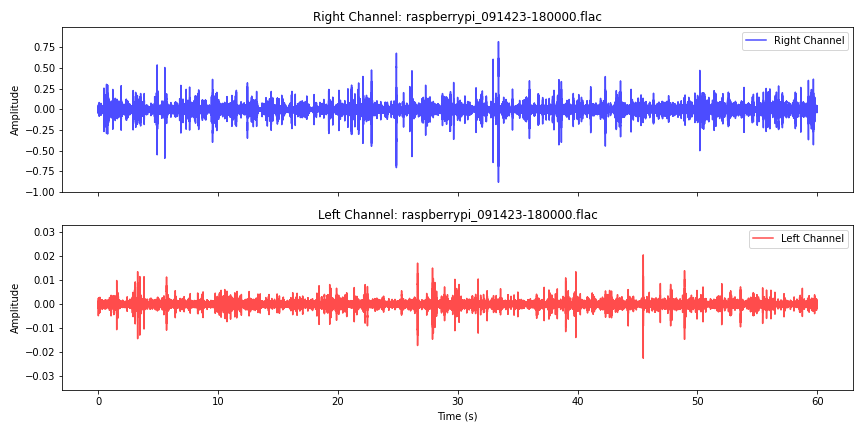 Right Channel: raspberrypi_091423-180000.flac
Right Channel
Amplitude
0.75
0.50
0.25
0.00
−0.25
−0.50
−0.75
−1.00
Left Channel: raspberrypi_091423-180000.flac
Left Channel
Amplitude
0.03
0.02
0.01
0.00
−0.01
−0.02
−0.03
0 10 20 30 40 50 60
Time (s)